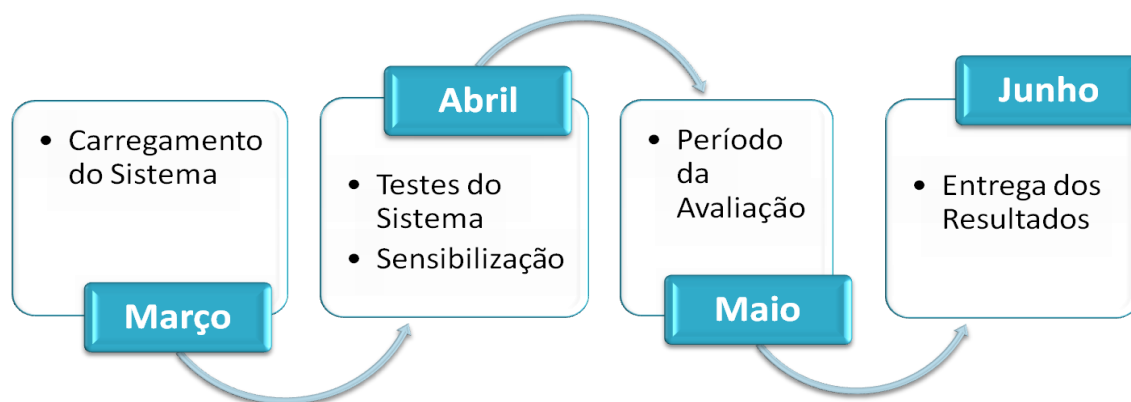 • Carregamento
do Sistema
Março
Abril
• Testes do
Sistema
• Sensibilização
• Período
da
Avaliação
Maio
Junho
• Entrega dos
Resultados